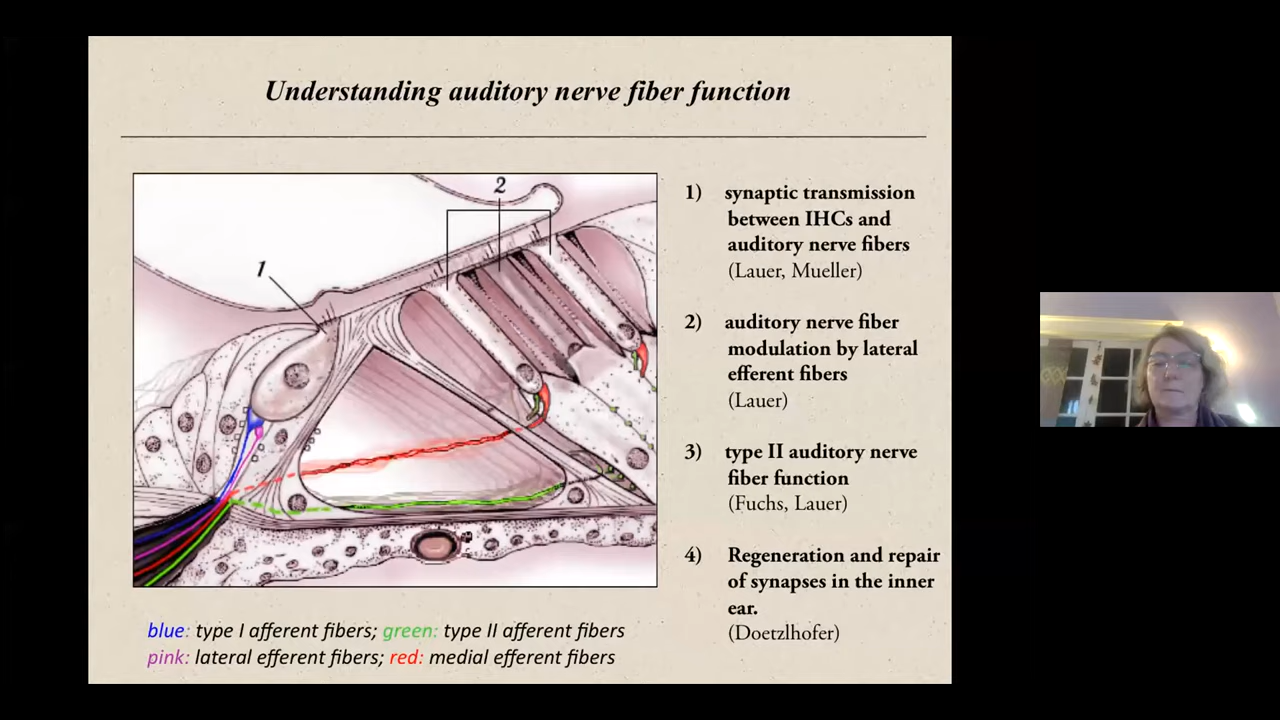 Understanding auditory nerve fiber function
1
2
1) synaptic transmission
between IHCs and
auditory nerve fibers
(Lauer, Mueller)
2) auditory nerve fiber
modulation by lateral
efferent fibers
(Lauer)
3) type II auditory nerve
fiber function
(Fuchs, Lauer)
4) Regeneration and repair
of synapses in the inner
ear.
(Doetzlhofer)
blue: type I afferent fibers; green: type II afferent fibers
pink: lateral efferent fibers; red: medial efferent fibers